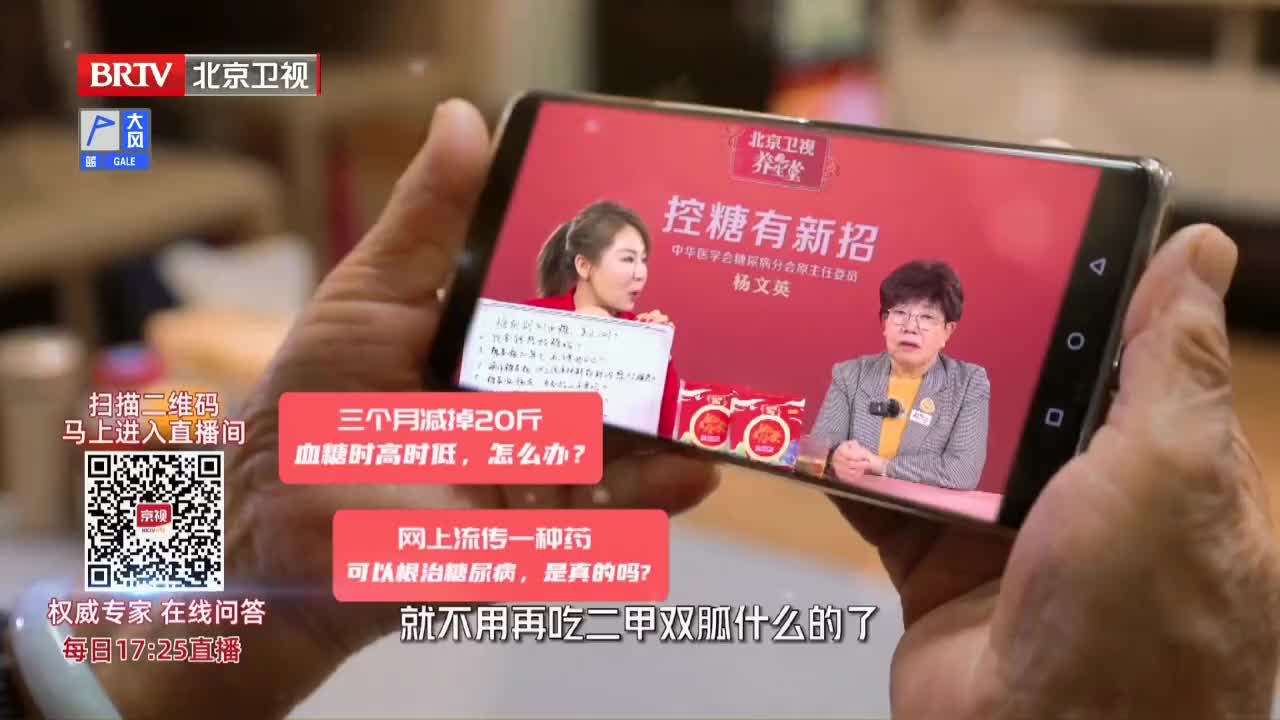 BRTV 北京卫视
大风
蓝 GALE
北京卫视
养生堂
控糖有新招
中华医学会糖尿病分会原主任委员
杨文英
三个月减掉20斤
血糖时高时低，怎么办？
扫描二维码
马上进入直播间
京视
网上流传一种药
可以根治糖尿病，是真的吗？
权威专家 在线问答
每日17:25直播
就不用再吃二甲双胍什么的了